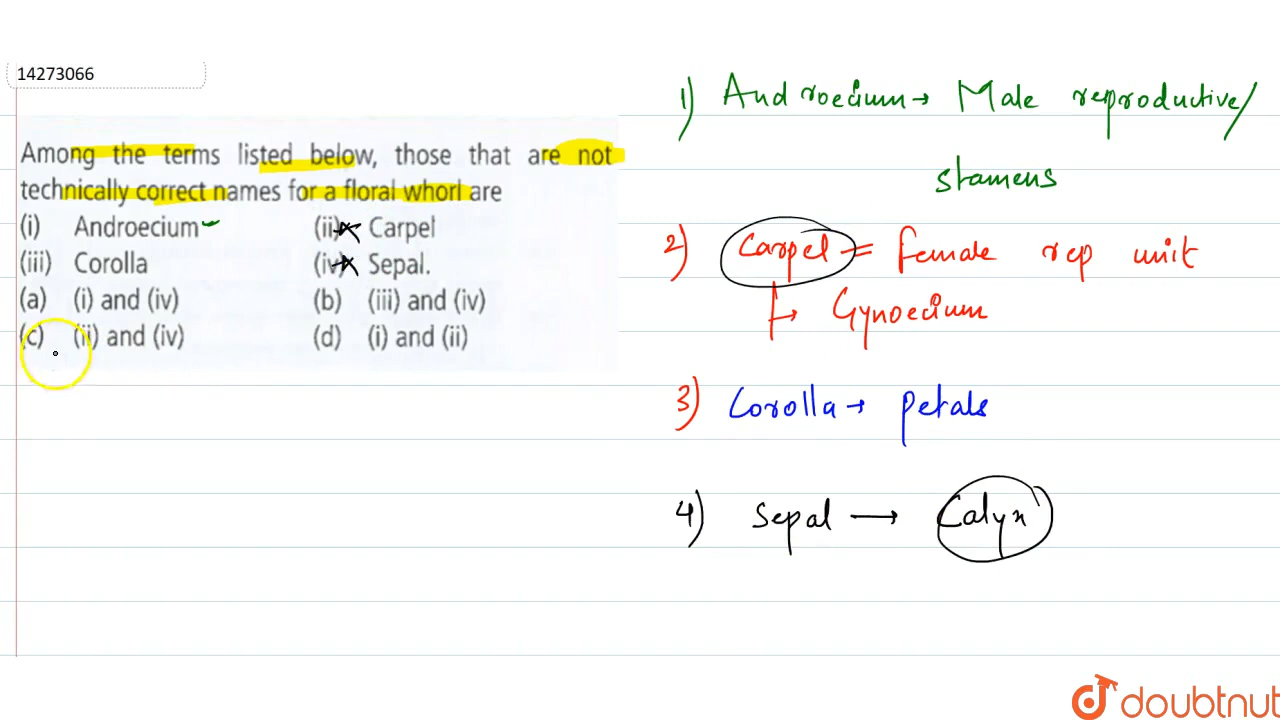 14273066
Among the terms listed below, those that are not
technically correct names for a floral whorl are
(i) Androecium (ii) Carpel
(iii) Corolla (iv) Sepal.
(a) (i) and (iv) (b) (iii) and (iv)
(c) (ii) and (iv) (d) (i) and (ii)
1) Androecium → Male reproductive/
stamens
2) Carpel = Female rep unit
↳ Gynoecium
3) Corolla → Petals
4) Sepal → Calyx
doubtnut